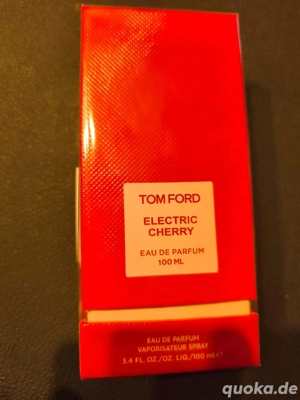 TOM FORD
ELECTRIC
CHERRY
EAU DE PARFUM
100 ML
EAU DE PARFUM
VAPORISATEUR SPRAY
3.4 FL.OZ./OZ. LIQ/100 ml ℮
quoka.de